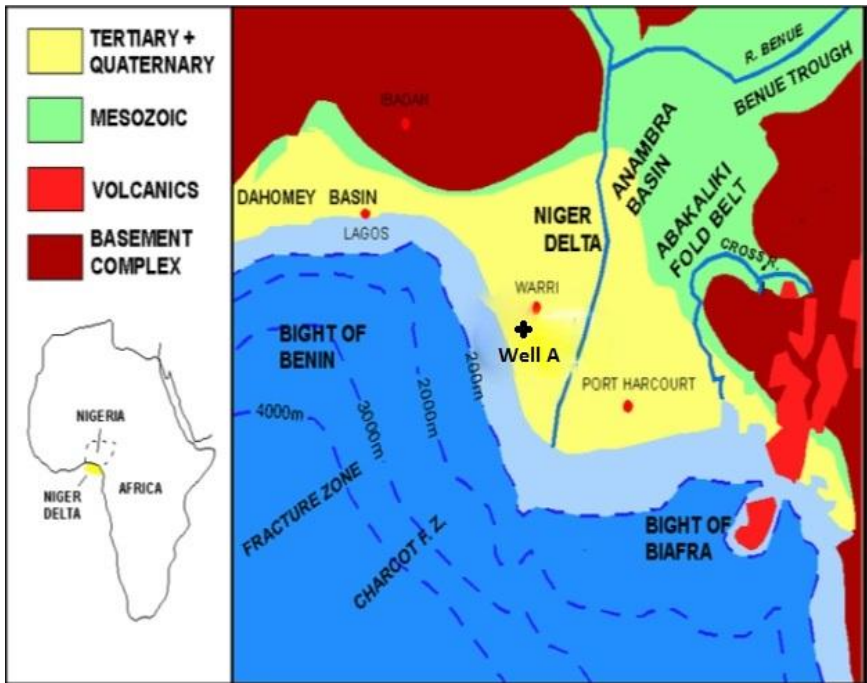 TERTIARY +
QUATERNARY
MESOZOIC
VOLCANICS
BASEMENT
COMPLEX
NIGERIA
NIGER
DELTA
AFRICA
IBADAN
R. BENUE
BENUE TROUGH
ANAMBRA
BASIN
ABAKALIKI
FOLD BELT
CROSS R.
DAHOMEY BASIN
LAGOS
NIGER
DELTA
WARRI
Well A
PORT HARCOURT
BIGHT OF
BENIN
200m
2000m
3000m
4000m
FRACTURE ZONE
CHARCOT F. Z.
BIGHT OF
BIAFRA